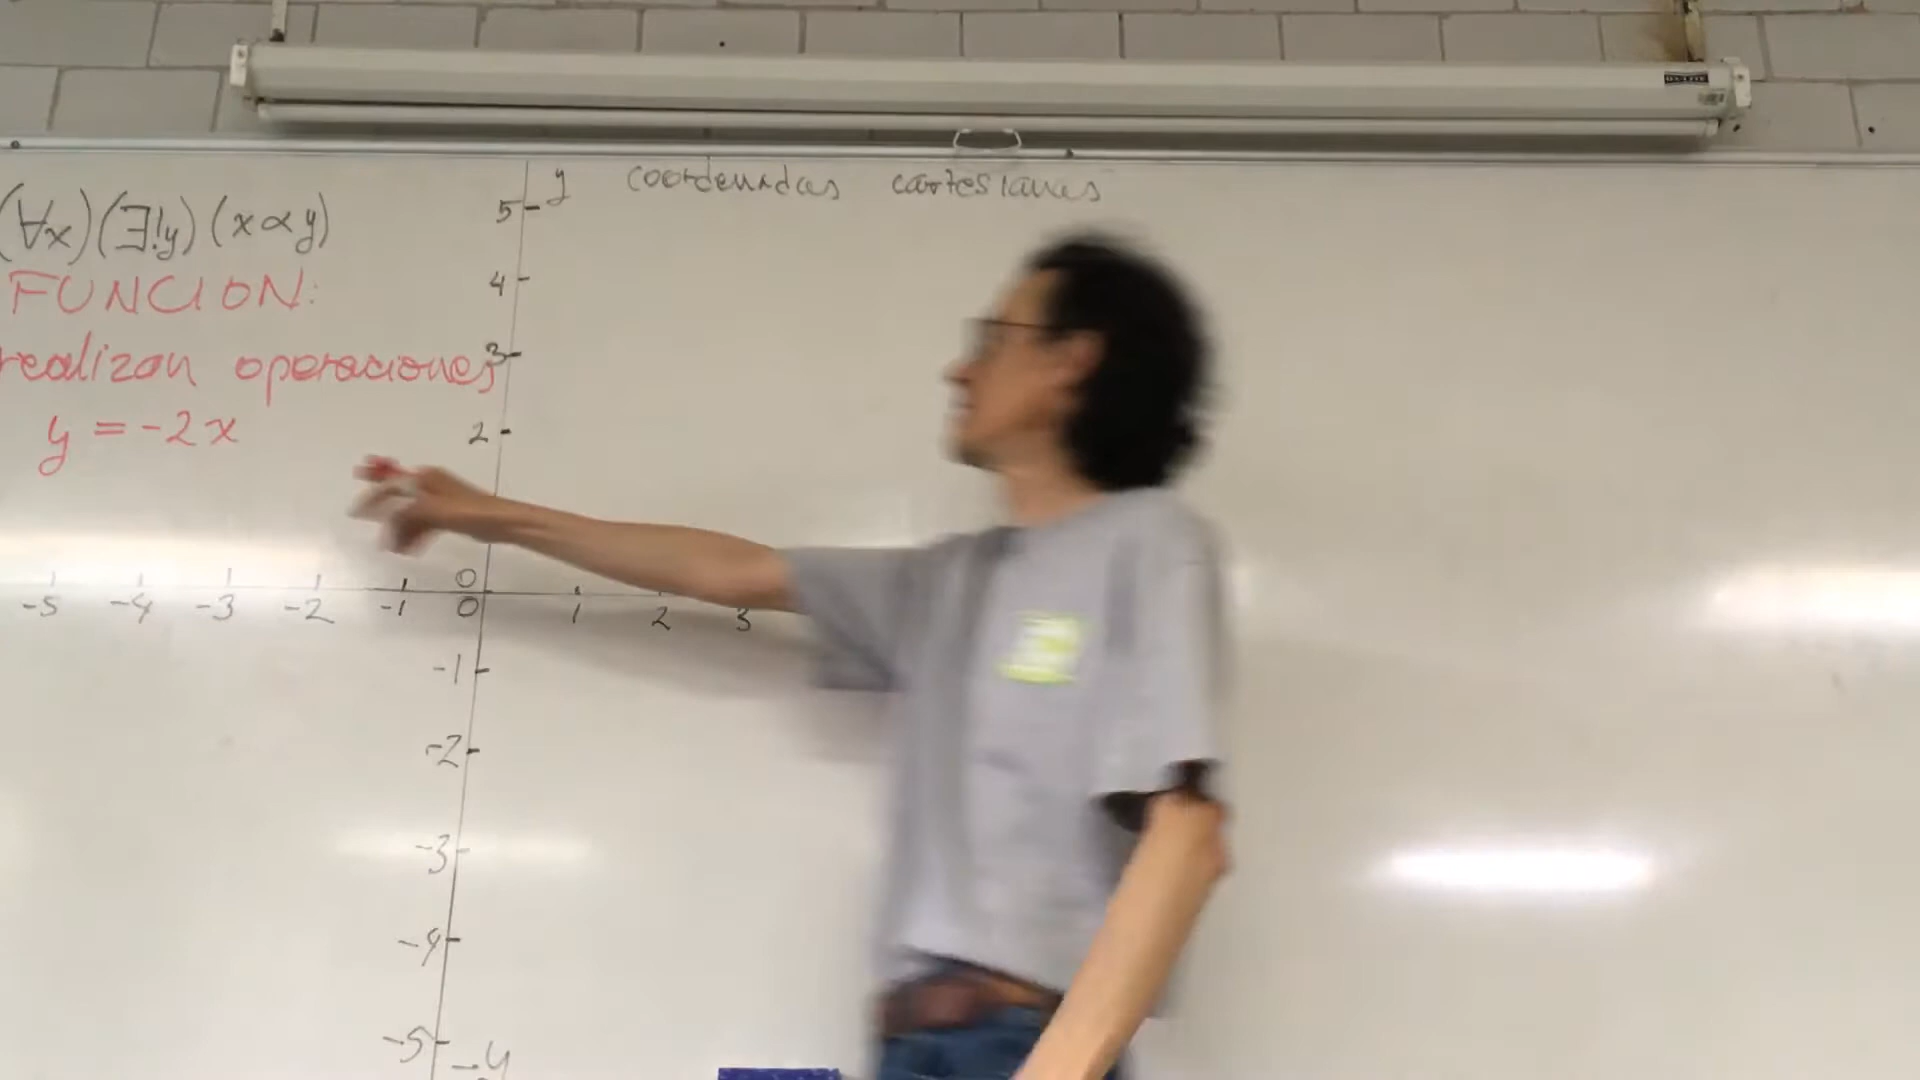 y coordenadas cartesianas
(∀x)(∃!y)(x∝y)
FUNCION:
realizan operaciones
y = -2x
5
4
3
2
0
-5 -4 -3 -2 -1 0 1 2 3
-1
-2
-3
-4
-5
-y